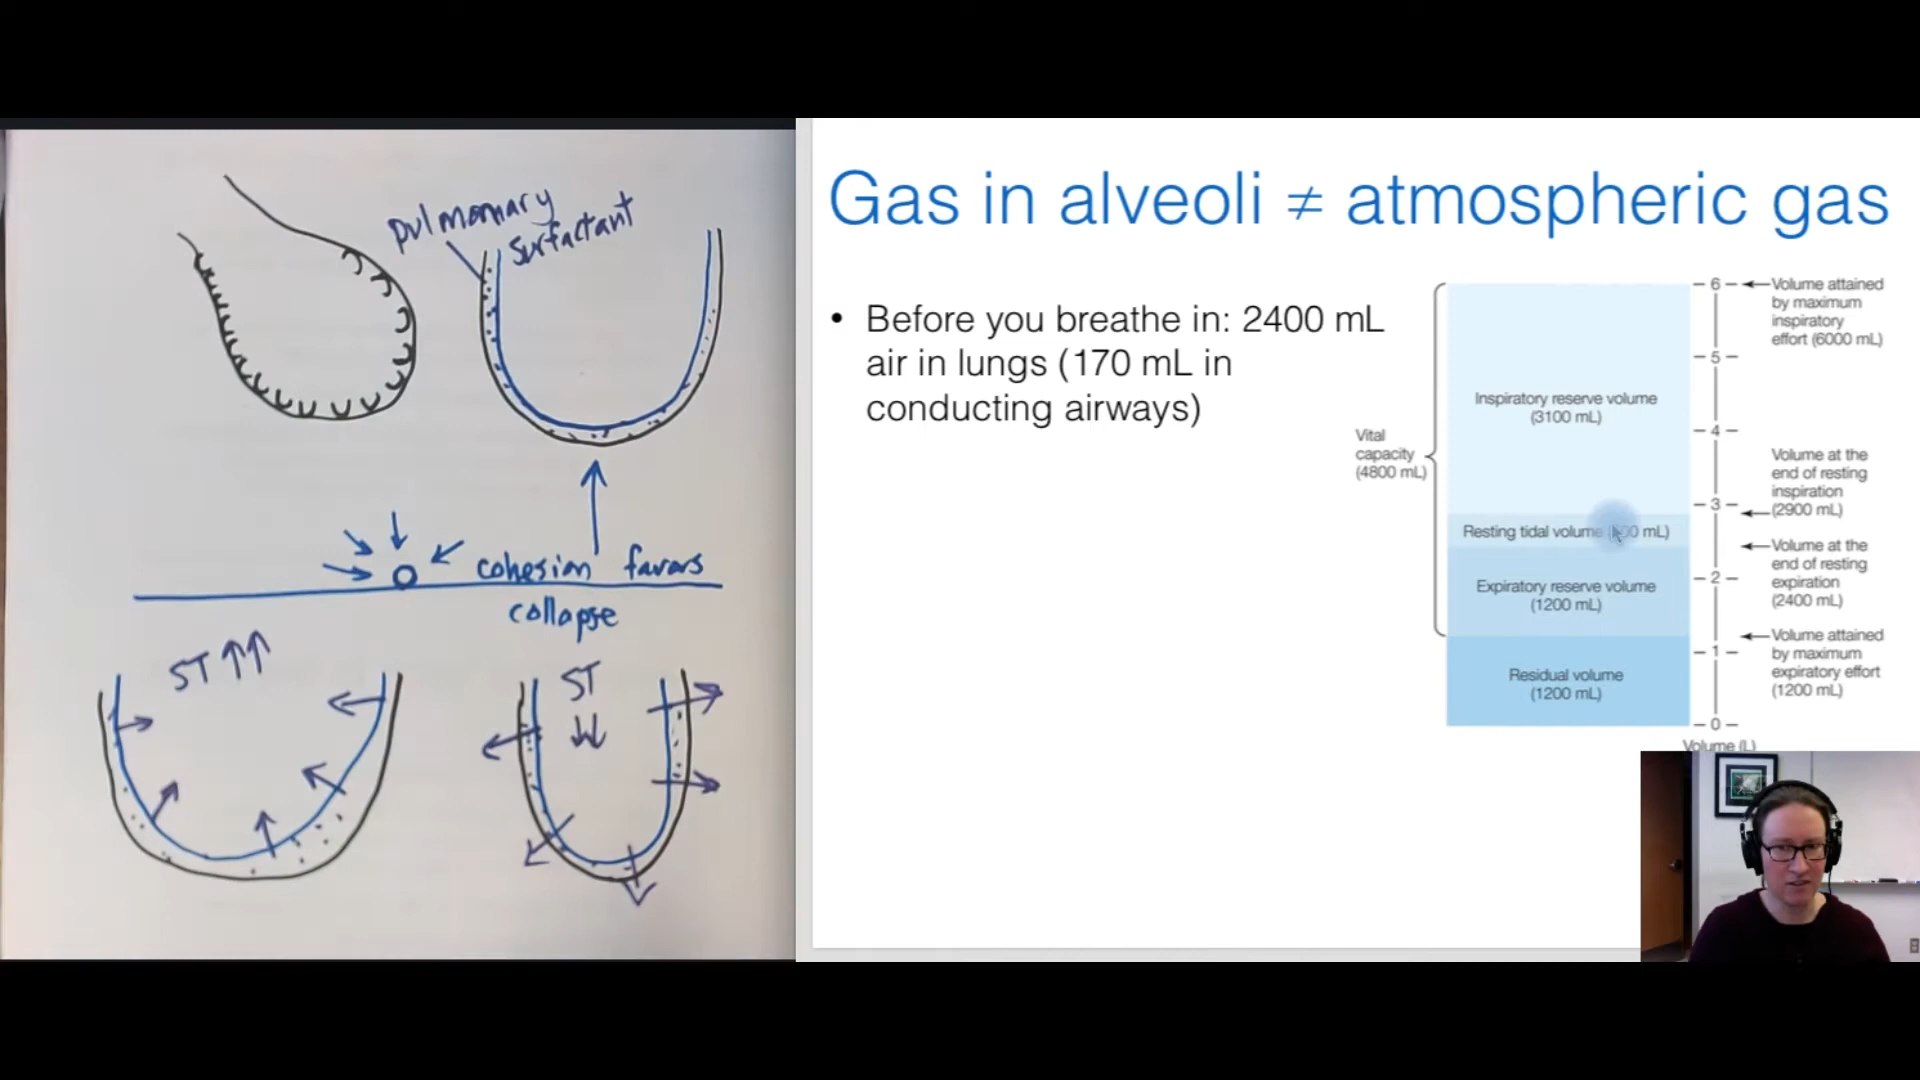 pulmonary
surfactant
cohesion favors
collapse
ST ↑↑
ST
↓↓
Gas in alveoli ≠ atmospheric gas
• Before you breathe in: 2400 mL
air in lungs (170 mL in
conducting airways)
Vital
capacity
(4800 mL)
Inspiratory reserve volume
(3100 mL)
Resting tidal volume mL)
Expiratory reserve volume
(1200 mL)
Residual volume
(1200 mL)
6
5
4
3
2
1
0
Volume (L)
Volume attained
by maximum
inspiratory
effort (6000 mL)
Volume at the
end of resting
inspiration
(2900 mL)
Volume at the
end of resting
expiration
(2400 mL)
Volume attained
by maximum
expiratory effort
(1200 mL)